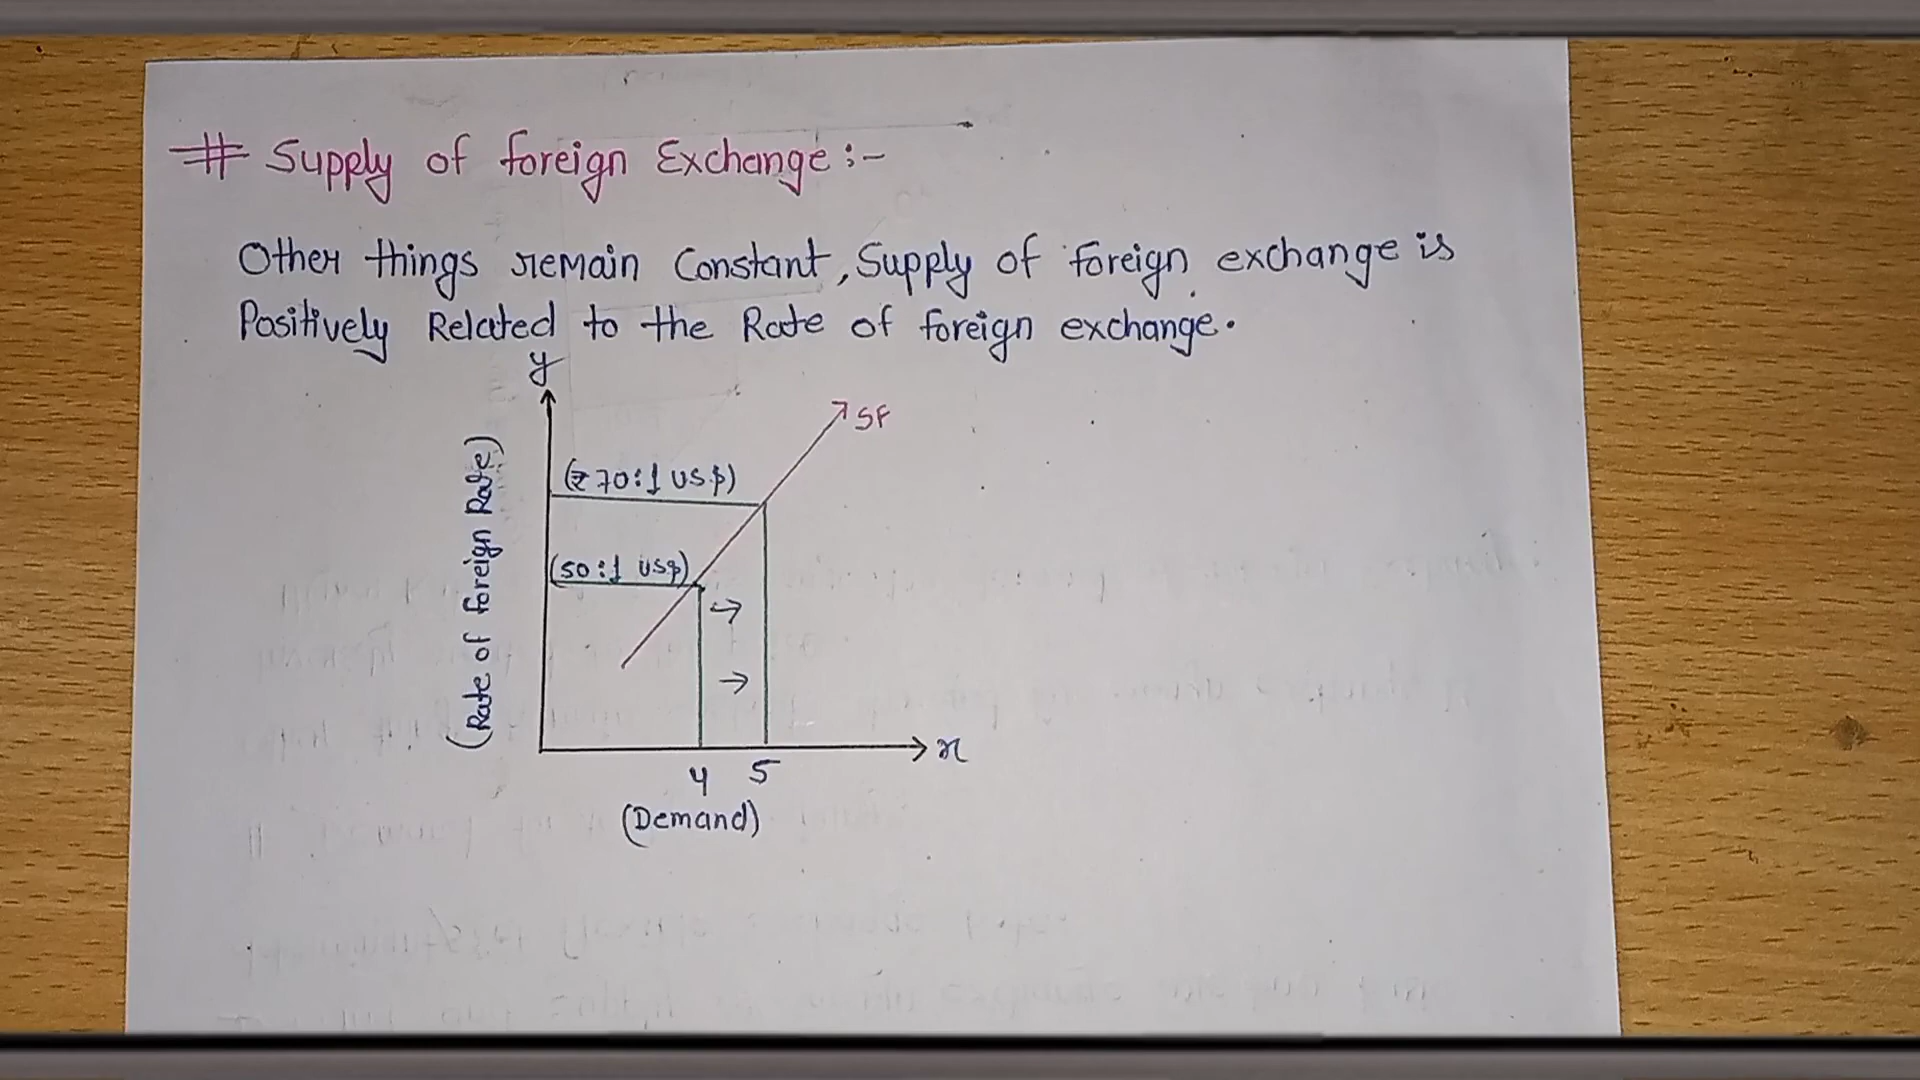 # Supply of foreign Exchange :-
Other things remain Constant, Supply of foreign exchange is
Positively Related to the Rate of foreign exchange.
y
SF
(₹ 70:1 US$)
(50:1 US$)
(Rate of foreign Rate)
x
4 5
(Demand)